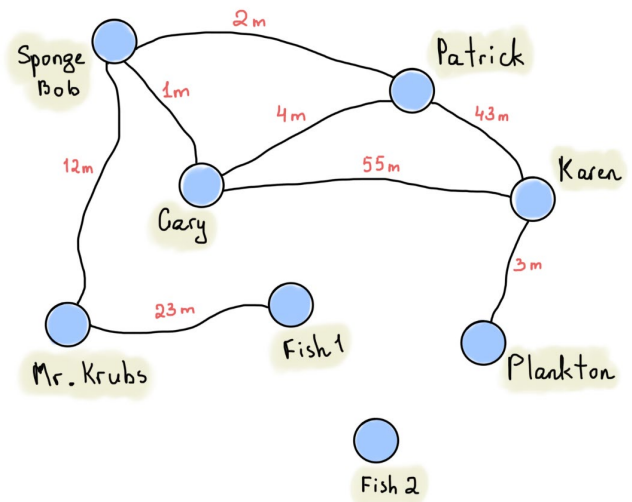 2m
Sponge
Bob
Patrick
1m
4m
43m
12m
55m
Karen
Gary
3m
23m
Fish 1
Mr. Krubs
Plankton
Fish 2